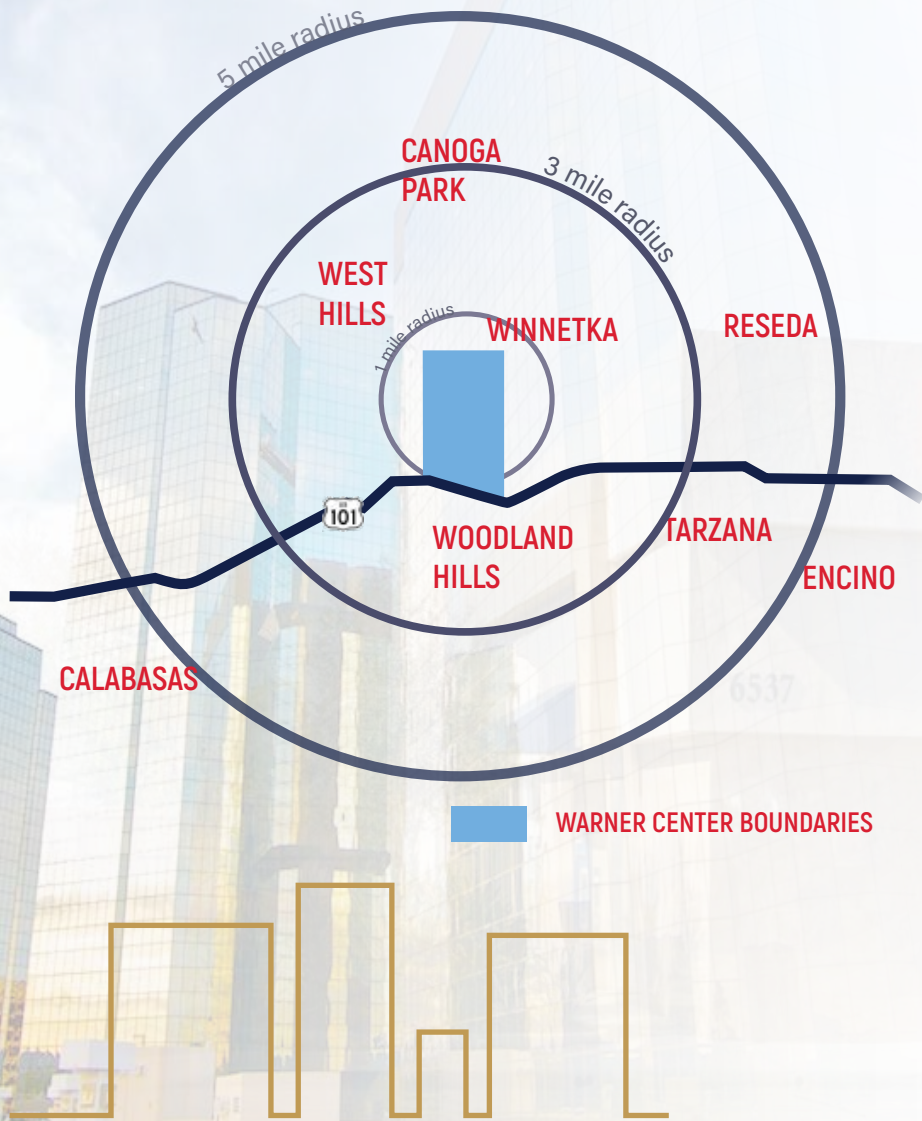 5 mile radius
CANOGA
PARK
3 mile radius
WEST
HILLS
1 mile radius
WINNETKA
RESEDA
101
WOODLAND
HILLS
TARZANA
ENCINO
CALABASAS
6537
WARNER CENTER BOUNDARIES